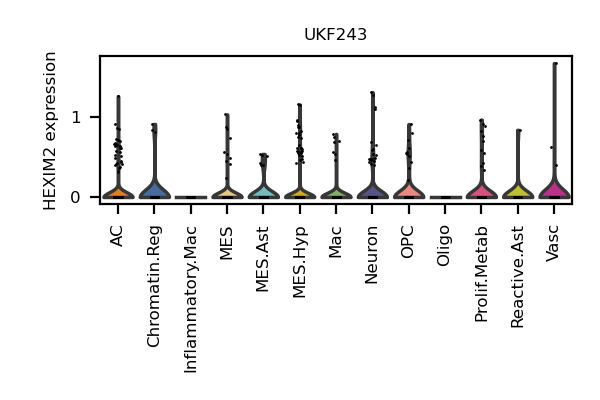 UKF243
HEXIM2 expression
1
0
AC
Chromatin.Reg
Inflammatory.Mac
MES
MES.Ast
MES.Hyp
Mac
Neuron
OPC
Oligo
Prolif.Metab
Reactive.Ast
Vasc